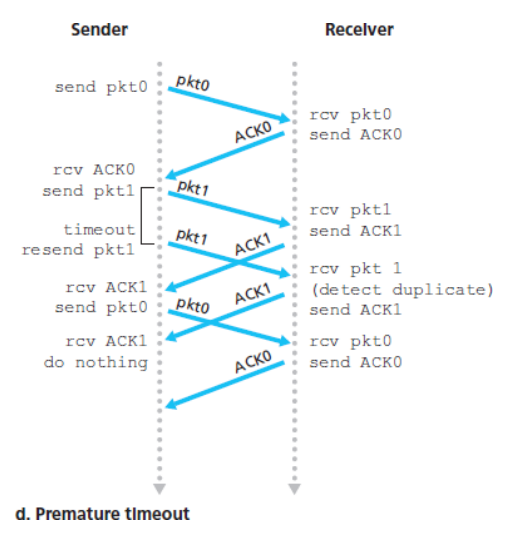 Sender
Receiver
send pkt0
pkt0
rcv pkt0
send ACK0
ACK0
rcv ACK0
send pkt1
pkt1
rcv pkt1
send ACK1
timeout
resend pkt1
pkt1
ACK1
rcv pkt 1
(detect duplicate)
send ACK1
rcv ACK1
send pkt0
pkt0
ACK1
rcv ACK1
do nothing
rcv pkt0
send ACK0
ACK0
d. Premature timeout